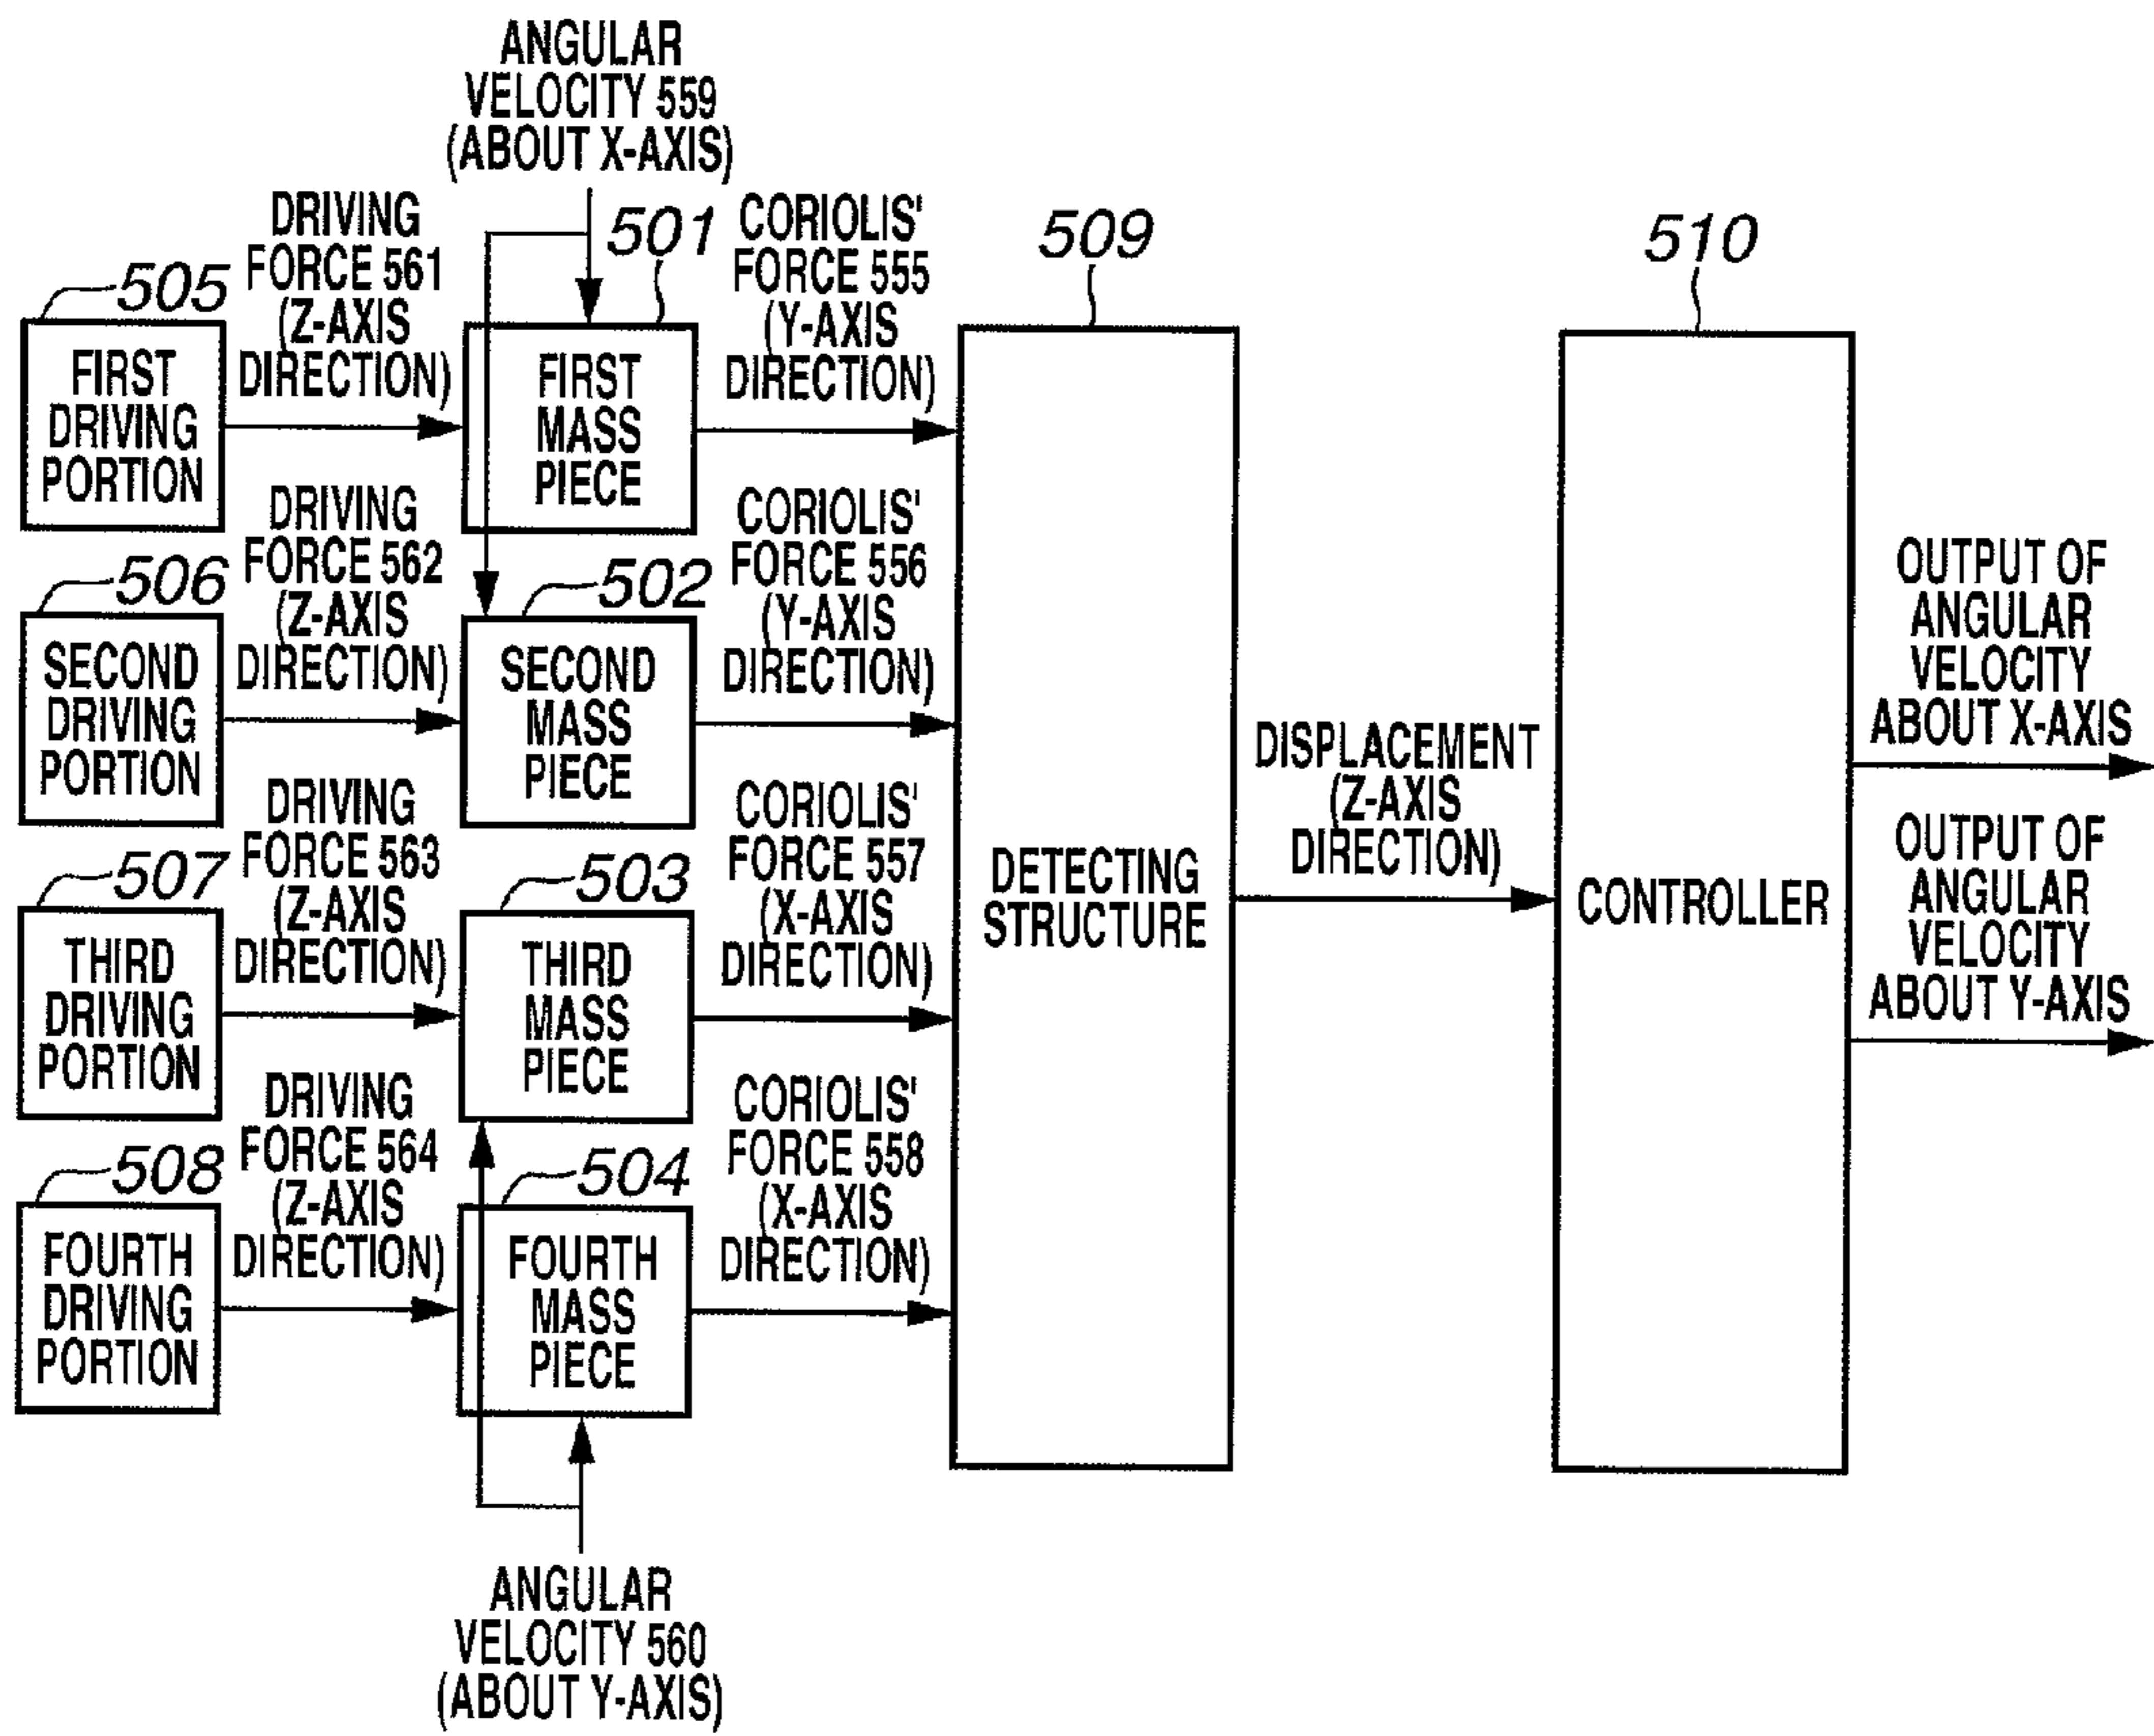 ANGULAR
VELOCITY 559
(ABOUT X-AXIS)
505
DRIVING
FORCE 561
(Z-AXIS
DIRECTION)
501
CORIOLIS'
FORCE 555
(Y-AXIS
DIRECTION)
509
510
FIRST
DRIVING
PORTION
FIRST
MASS
PIECE
506
DRIVING
FORCE 562
(Z-AXIS
DIRECTION)
502
CORIOLIS'
FORCE 556
(Y-AXIS
DIRECTION)
SECOND
DRIVING
PORTION
SECOND
MASS
PIECE
507
DRIVING
FORCE 563
(Z-AXIS
DIRECTION)
503
CORIOLIS'
FORCE 557
(X-AXIS
DIRECTION)
THIRD
DRIVING
PORTION
THIRD
MASS
PIECE
508
DRIVING
FORCE 564
(Z-AXIS
DIRECTION)
504
CORIOLIS'
FORCE 558
(X-AXIS
DIRECTION)
FOURTH
DRIVING
PORTION
FOURTH
MASS
PIECE
ANGULAR
VELOCITY 560
(ABOUT Y-AXIS)
DETECTING
STRUCTURE
DISPLACEMENT
(Z-AXIS
DIRECTION)
CONTROLLER
OUTPUT OF
ANGULAR
VELOCITY
ABOUT X-AXIS
OUTPUT OF
ANGULAR
VELOCITY
ABOUT Y-AXIS